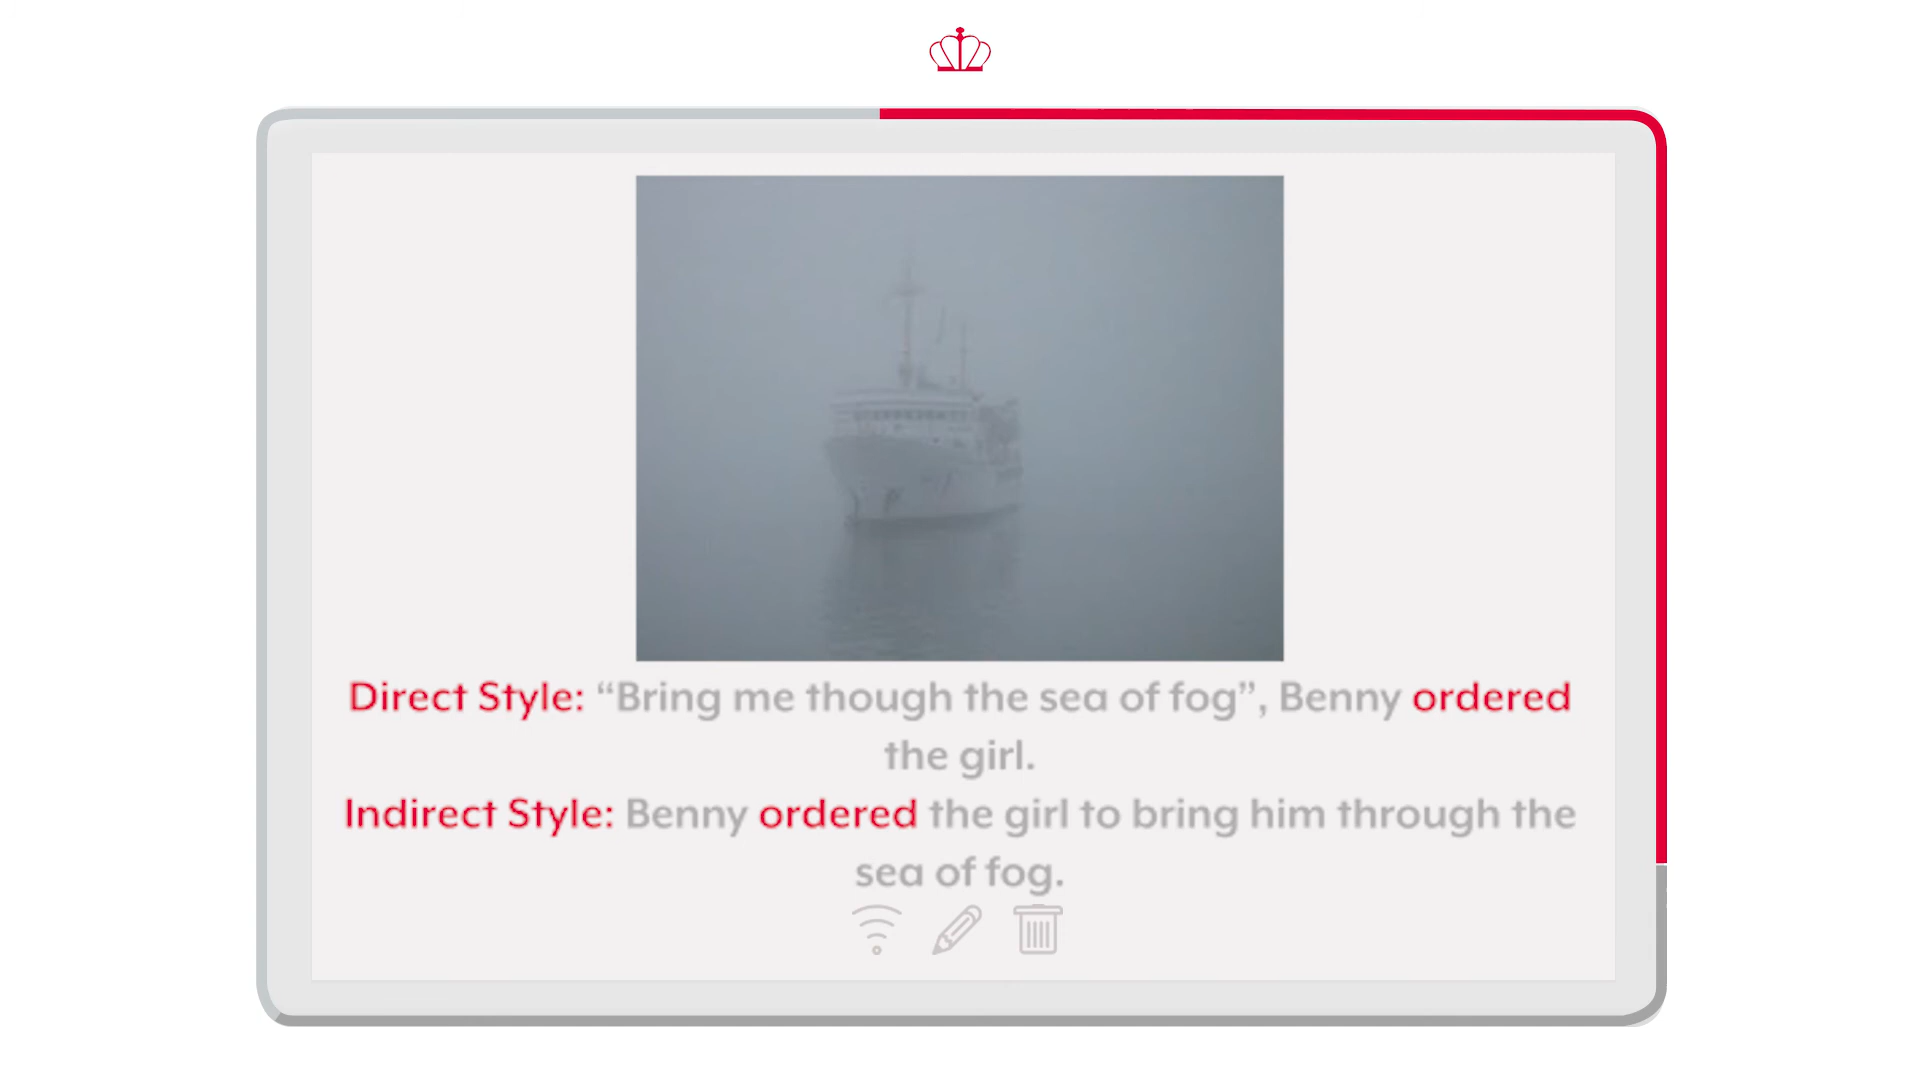 Direct Style: “Bring me though the sea of fog”, Benny ordered
the girl.
Indirect Style: Benny ordered the girl to bring him through the
sea of fog.